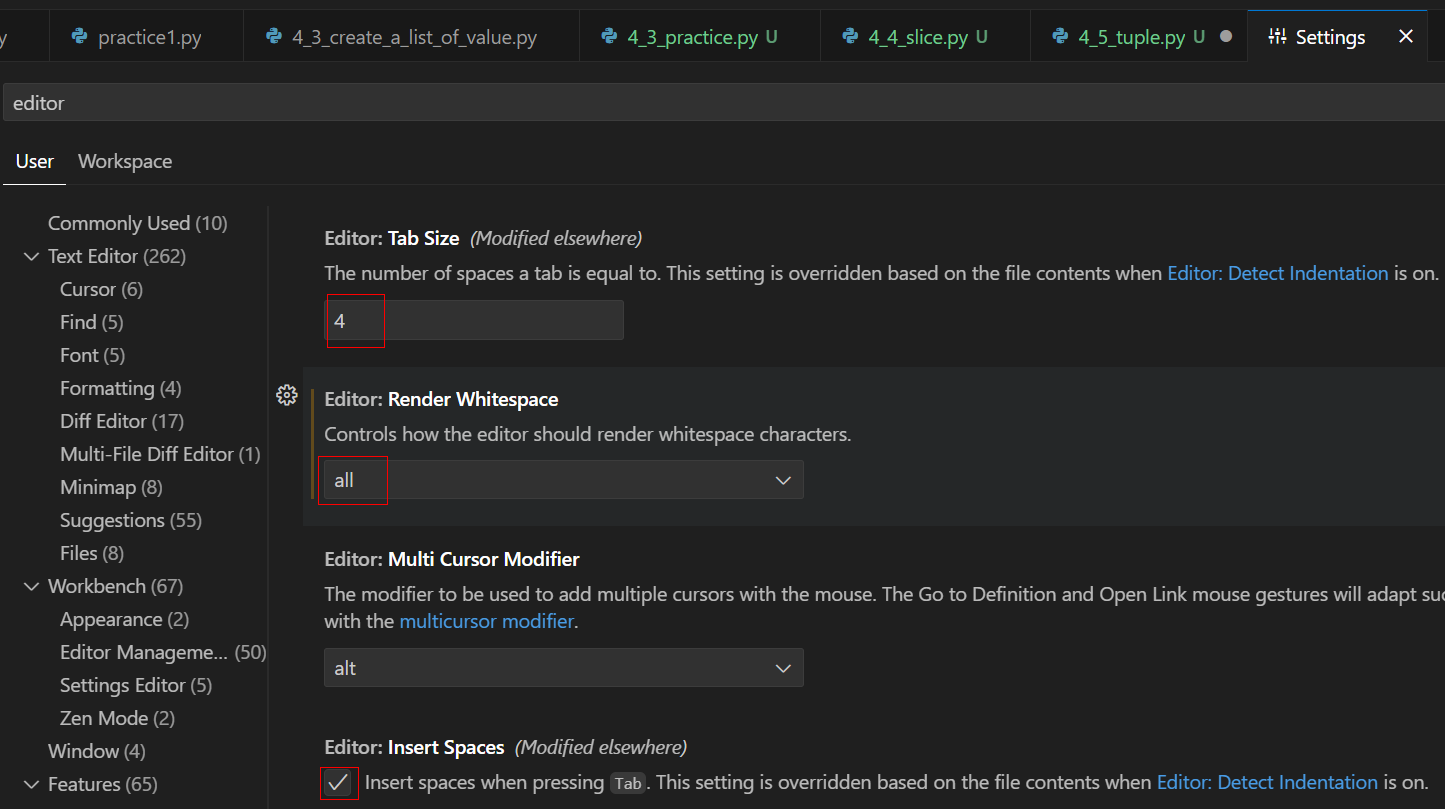 y practice1.py 4_3_create_a_list_of_value.py 4_3_practice.py U 4_4_slice.py U 4_5_tuple.py U Settings
editor
User Workspace
Commonly Used (10)
Text Editor (262)
Cursor (6)
Find (5)
Font (5)
Formatting (4)
Diff Editor (17)
Multi-File Diff Editor (1)
Minimap (8)
Suggestions (55)
Files (8)
Workbench (67)
Appearance (2)
Editor Manageme... (50)
Settings Editor (5)
Zen Mode (2)
Window (4)
Features (65)
Editor: Tab Size (Modified elsewhere)
The number of spaces a tab is equal to. This setting is overridden based on the file contents when Editor: Detect Indentation is on.
4
Editor: Render Whitespace
Controls how the editor should render whitespace characters.
all
Editor: Multi Cursor Modifier
The modifier to be used to add multiple cursors with the mouse. The Go to Definition and Open Link mouse gestures will adapt suc
with the multicursor modifier.
alt
Editor: Insert Spaces (Modified elsewhere)
Insert spaces when pressing Tab. This setting is overridden based on the file contents when Editor: Detect Indentation is on.